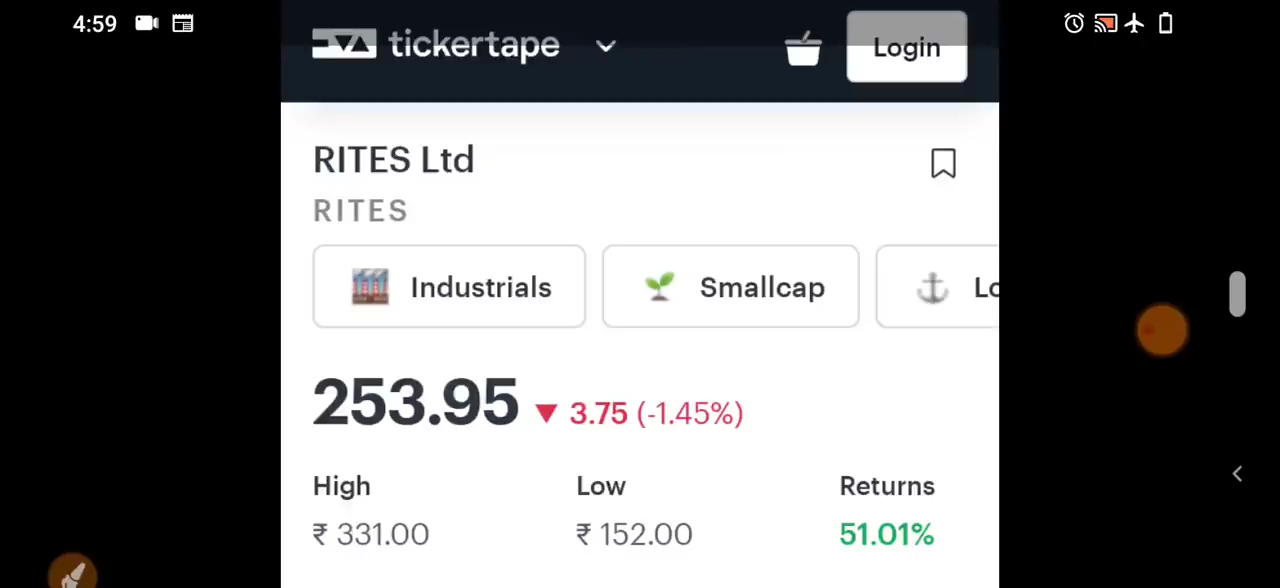 4:59
tickertape
Login
RITES Ltd
RITES
Industrials
Smallcap
Lo
253.95 ▼ 3.75 (-1.45%)
High Low Returns
₹ 331.00 ₹ 152.00 51.01%